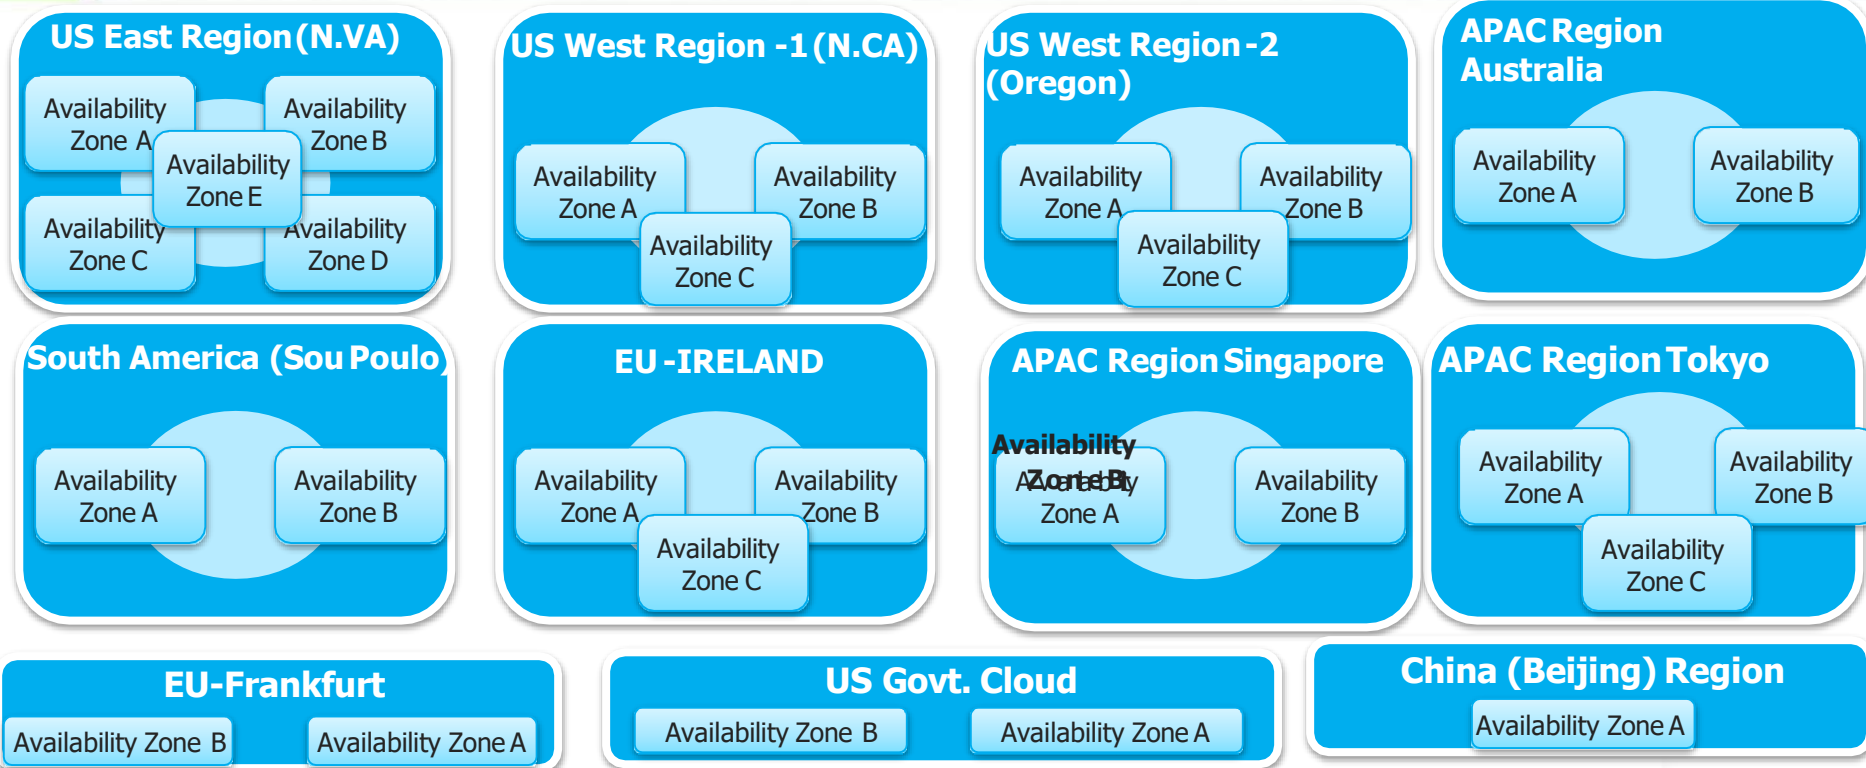 US East Region (N.VA)
Availability
Zone A
Availability
Zone B
Availability
Zone E
Availability
Zone C
Availability
Zone D
US West Region -1 (N.CA)
Availability
Zone A
Availability
Zone B
Availability
Zone C
US West Region -2
(Oregon)
Availability
Zone A
Availability
Zone B
Availability
Zone C
APAC Region
Australia
Availability
Zone A
Availability
Zone B
South America (Sou Poulo)
Availability
Zone A
Availability
Zone B
EU -IRELAND
Availability
Zone A
Availability
Zone B
Availability
Zone C
APAC Region Singapore
Availability
Zone B
Availability
Zone A
Availability
Zone B
APAC Region Tokyo
Availability
Zone A
Availability
Zone B
Availability
Zone C
EU-Frankfurt
Availability Zone B
Availability Zone A
US Govt. Cloud
Availability Zone B
Availability Zone A
China (Beijing) Region
Availability Zone A